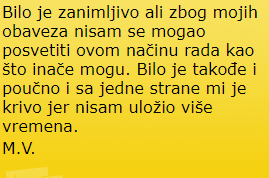 Bilo je zanimljivo ali zbog mojih
obaveza nisam se mogao
posvetiti ovom načinu rada kao
što inače mogu. Bilo je takođe i
poučno i sa jedne strane mi je
krivo jer nisam uložio više
vremena.
M.V.